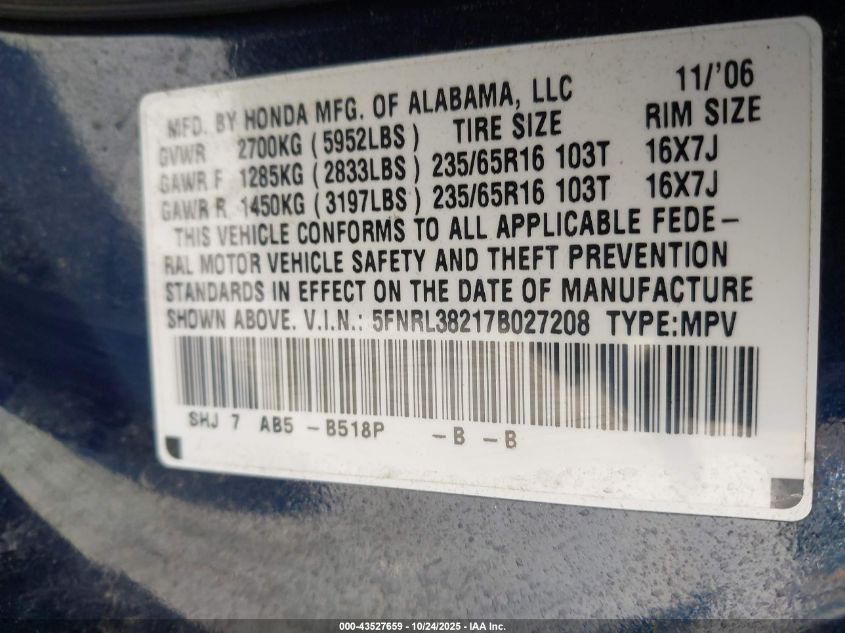 MFD. BY HONDA MFG. OF ALABAMA, LLC 11/'06
GVWR 2700KG (5952LBS) TIRE SIZE RIM SIZE
GAWR F 1285KG (2833LBS) 235/65R16 103T 16X7J
GAWR R 1450KG (3197LBS) 235/65R16 103T 16X7J
THIS VEHICLE CONFORMS TO ALL APPLICABLE FEDE-
RAL MOTOR VEHICLE SAFETY AND THEFT PREVENTION
STANDARDS IN EFFECT ON THE DATE OF MANUFACTURE
SHOWN ABOVE. V.I.N.: 5FNRL38217B027208 TYPE:MPV
SHJ 7 AB5 -B518P -B -B
000-43527659 - 10/24/2025 - IAA Inc.